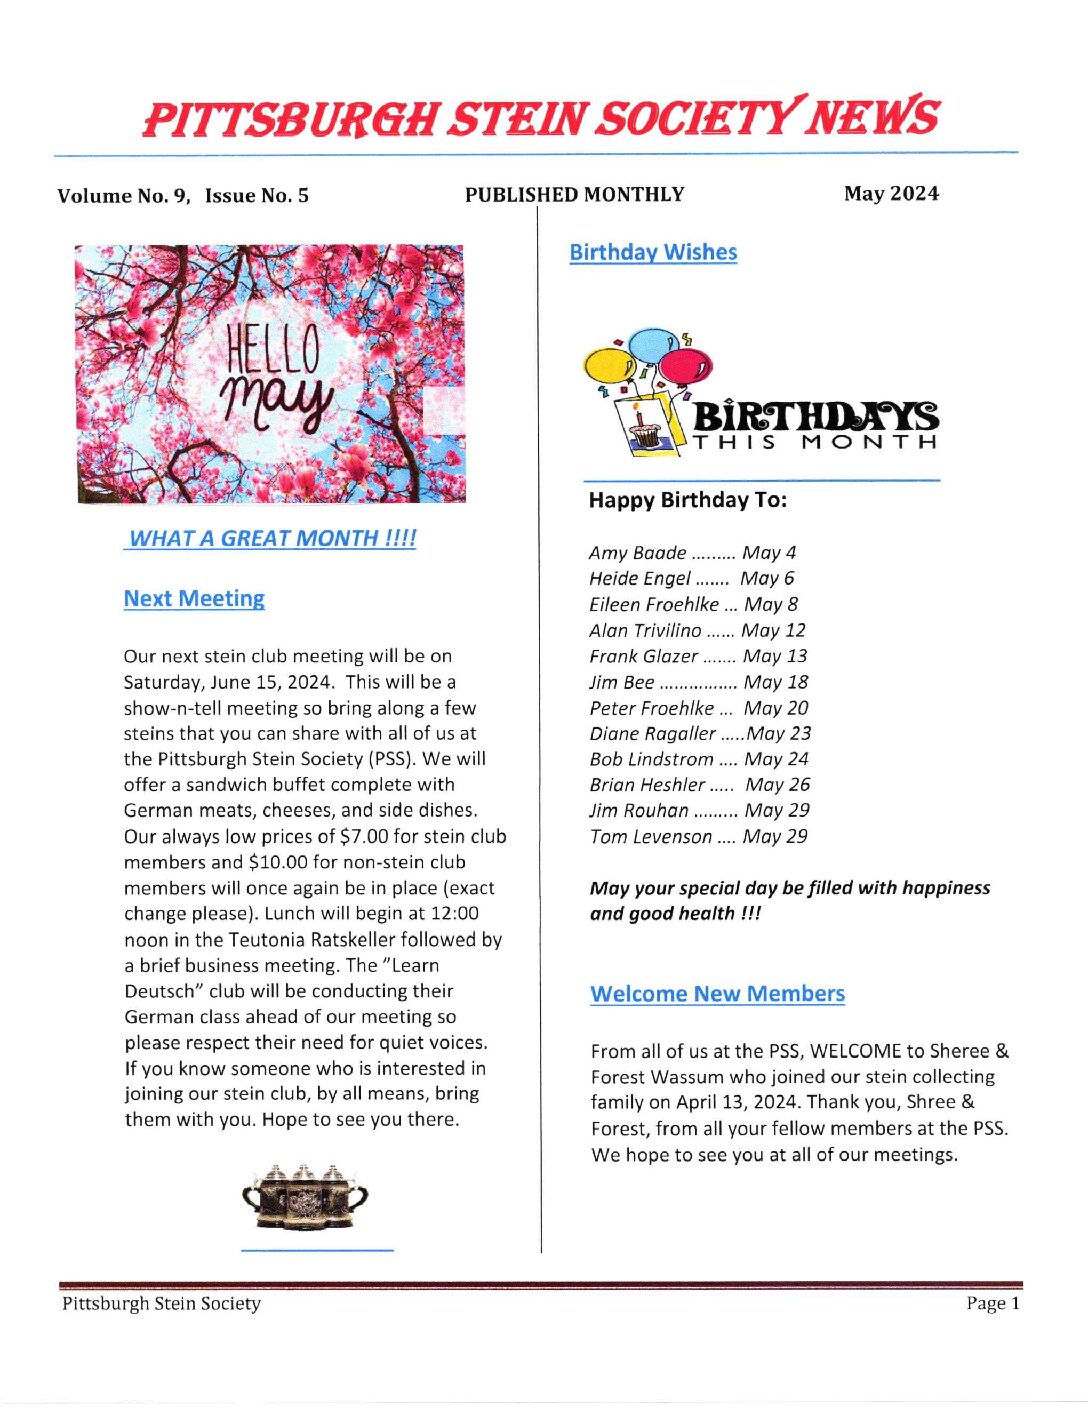 PITTSBURGH STEIN SOCIETY NEWS
Volume No. 9, Issue No. 5
PUBLISHED MONTHLY
May 2024
HELLO
may
WHAT A GREAT MONTH !!!!
Next Meeting
Our next stein club meeting will be on
Saturday, June 15, 2024. This will be a
show-n-tell meeting so bring along a few
steins that you can share with all of us at
the Pittsburgh Stein Society (PSS). We will
offer a sandwich buffet complete with
German meats, cheeses, and side dishes.
Our always low prices of $7.00 for stein club
members and $10.00 for non-stein club
members will once again be in place (exact
change please). Lunch will begin at 12:00
noon in the Teutonia Ratskeller followed by
a brief business meeting. The "Learn
Deutsch" club will be conducting their
German class ahead of our meeting so
please respect their need for quiet voices.
If you know someone who is interested in
joining our stein club, by all means, bring
them with you. Hope to see you there.
Birthday Wishes
BIRTHDAYS
THIS MONTH
Happy Birthday To:
Amy Baade ......... May 4
Heide Engel ....... May 6
Eileen Froehlke ... May 8
Alan Trivilino ...... May 12
Frank Glazer ....... May 13
Jim Bee ................ May 18
Peter Froehlke ... May 20
Diane Ragaller .....May 23
Bob Lindstrom .... May 24
Brian Heshler ..... May 26
Jim Rouhan ......... May 29
Tom Levenson .... May 29
May your special day be filled with happiness
and good health !!!
Welcome New Members
From all of us at the PSS, WELCOME to Sheree &
Forest Wassum who joined our stein collecting
family on April 13, 2024. Thank you, Shree &
Forest, from all your fellow members at the PSS.
We hope to see you at all of our meetings.
Pittsburgh Stein Society
Page 1